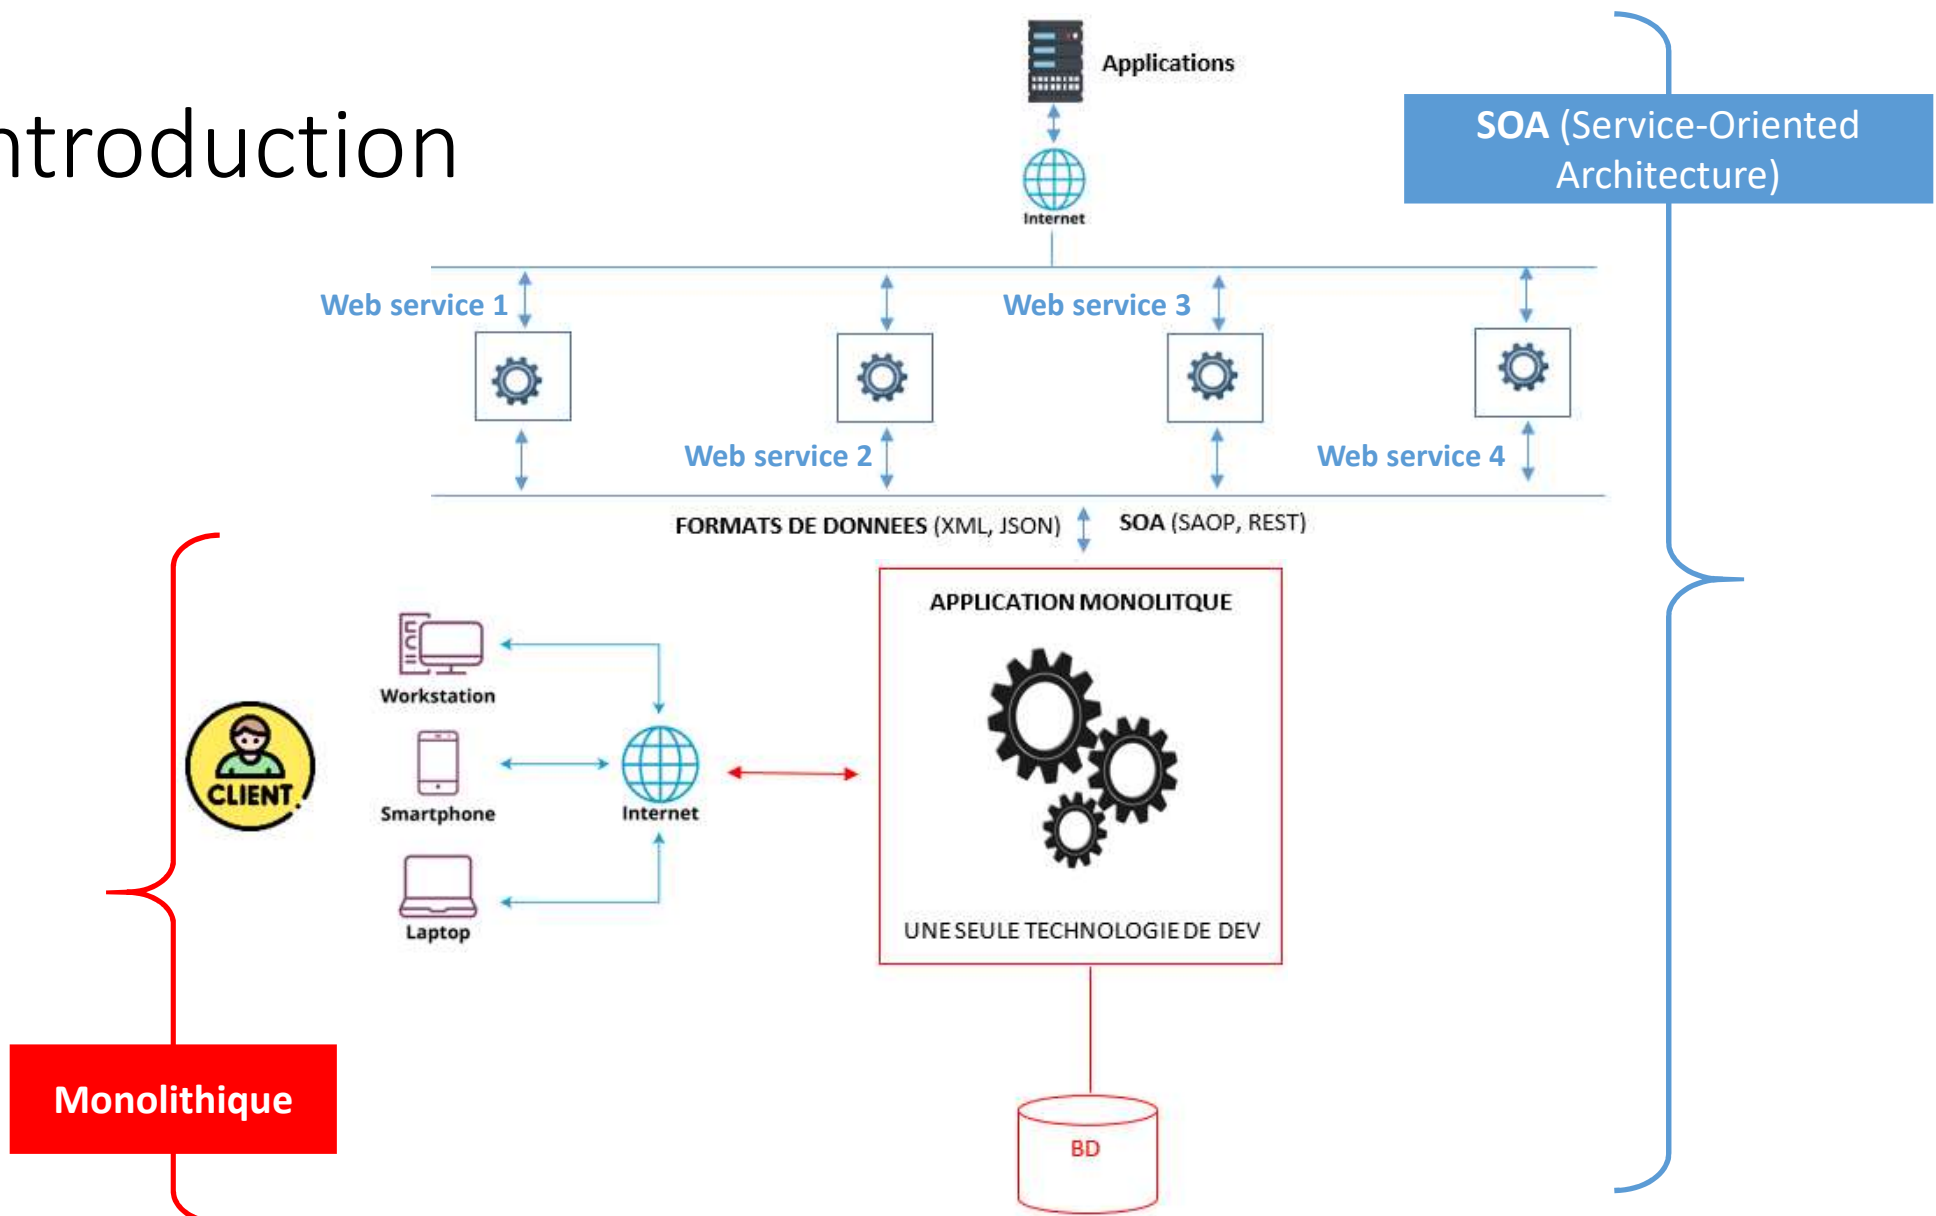 ntroduction
Applications
Internet
SOA (Service-Oriented
Architecture)
Web service 1
Web service 3
Web service 2
Web service 4
FORMATS DE DONNEES (XML, JSON)
SOA (SAOP, REST)
APPLICATION MONOLITQUE
Workstation
CLIENT
Smartphone
Internet
Laptop
UNE SEULE TECHNOLOGIE DE DEV
Monolithique
BD